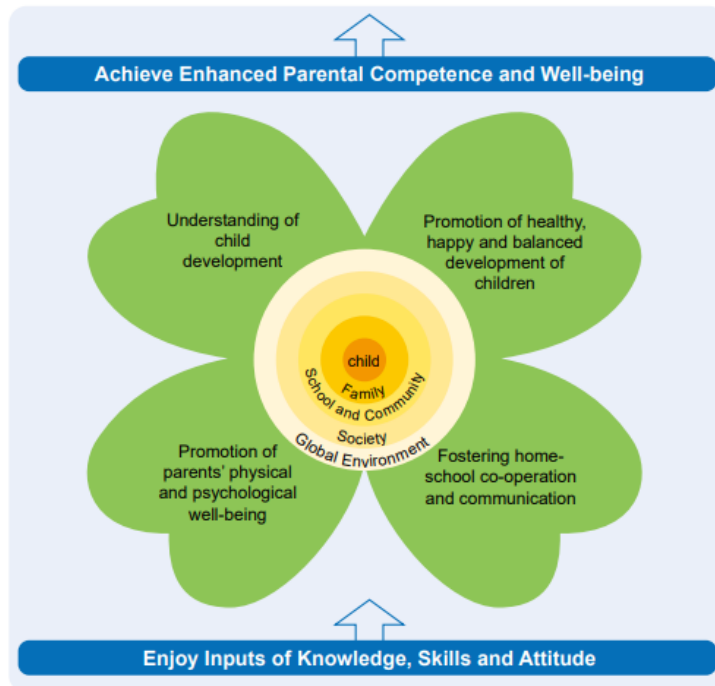 Achieve Enhanced Parental Competence and Well-being
Understanding of
child
development
Promotion of healthy,
happy and balanced
development of
children
child
Family
School and Community
Society
Global Environment
Promotion of
parents' physical
and psychological
well-being
Fostering home-
school co-operation
and communication
Enjoy Inputs of Knowledge, Skills and Attitude